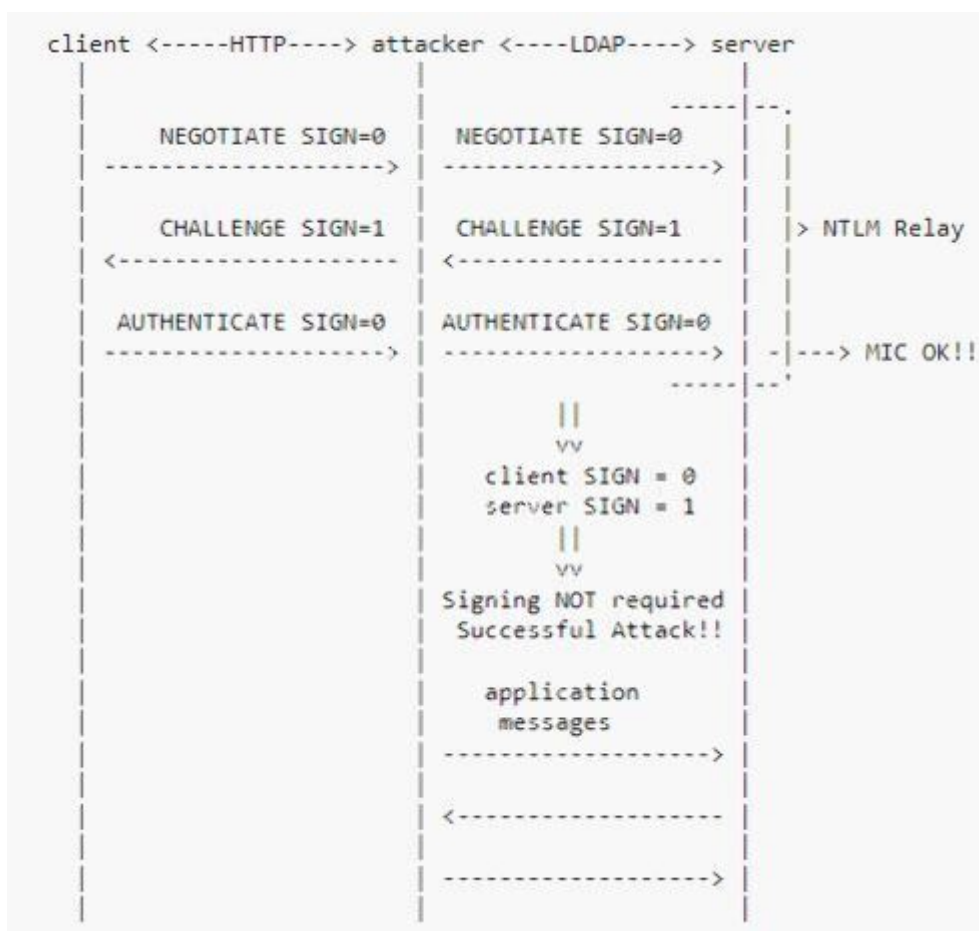 client <-----HTTP----> attacker <----LDAP----> server
NEGOTIATE SIGN=0 NEGOTIATE SIGN=0
CHALLENGE SIGN=1 CHALLENGE SIGN=1 > NTLM Relay
AUTHENTICATE SIGN=0 AUTHENTICATE SIGN=0
---> MIC OK!!
||
vv
client SIGN = 0
server SIGN = 1
||
vv
Signing NOT required
Successful Attack!!
application
messages